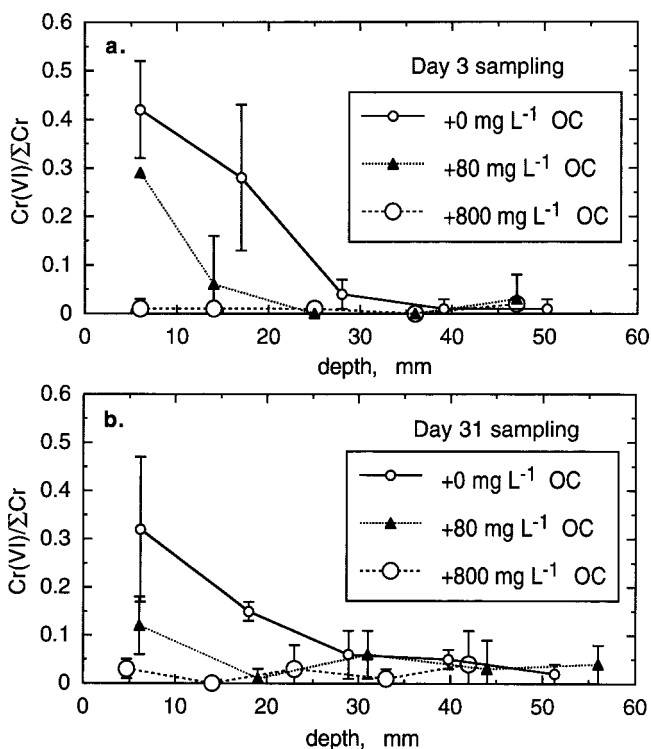 a.
Day 3 sampling
+0 mg L-1 OC
+80 mg L-1 OC
+800 mg L-1 OC
Cr(VI)/ΣCr
0.6
0.5
0.4
0.3
0.2
0.1
0
0 10 20 30 40 50 60
depth, mm
b.
Day 31 sampling
+0 mg L-1 OC
+80 mg L-1 OC
+800 mg L-1 OC
Cr(VI)/ΣCr
0.6
0.5
0.4
0.3
0.2
0.1
0
0 10 20 30 40 50 60
depth, mm